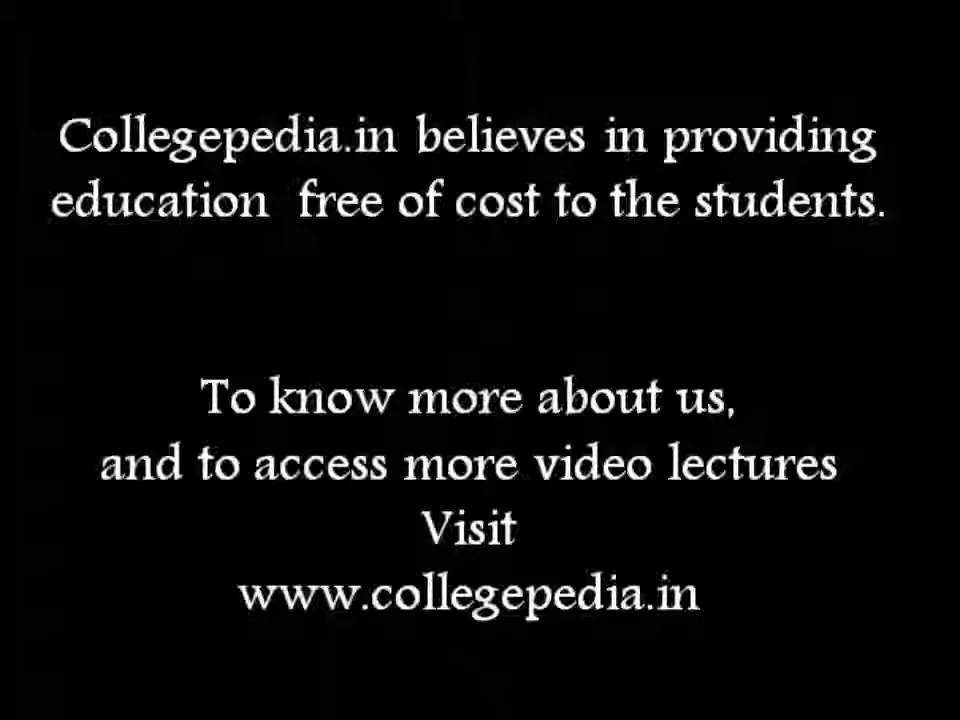 Collegepedia.in believes in providing
education free of cost to the students.
To know more about us,
and to access more video lectures
Visit
www.collegepedia.in